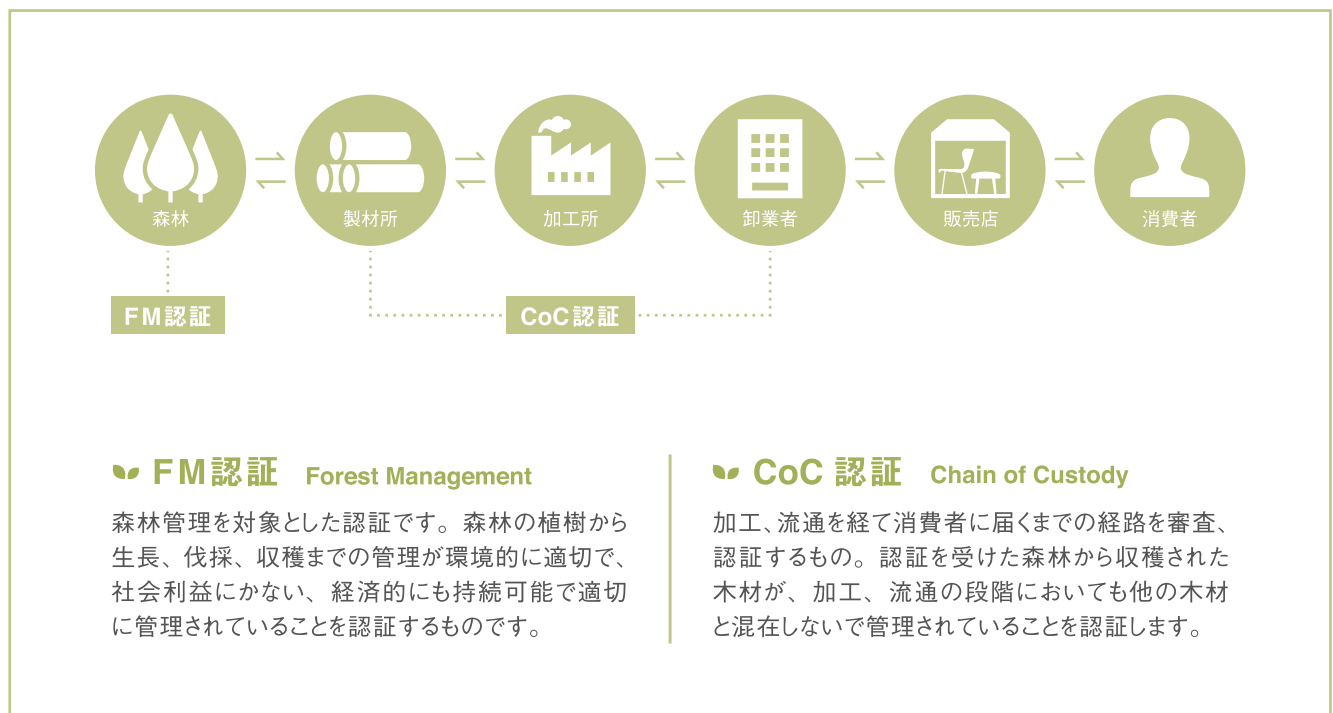 森林
製材所
加工所
卸業者
販売店
消費者
FM認証
CoC認証
FM認証 Forest Management
森林管理を対象とした認証です。森林の植樹から
生長、伐採、収穫までの管理が環境的に適切で、
社会利益にかない、経済的にも持続可能で適切
に管理されていることを認証するものです。
CoC 認証 Chain of Custody
加工、流通を経て消費者に届くまでの経路を審査、
認証するもの。認証を受けた森林から収穫された
木材が、加工、流通の段階においても他の木材
と混在しないで管理されていることを認証します。